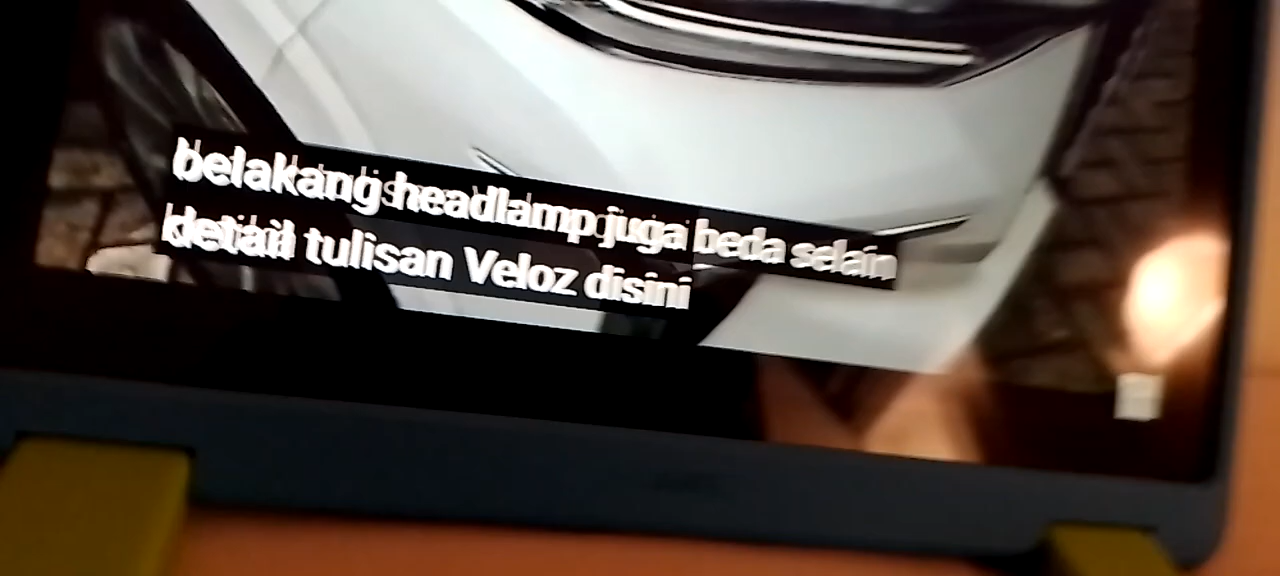 belakang headlamp juga beda selain
detail tulisan Veloz disini